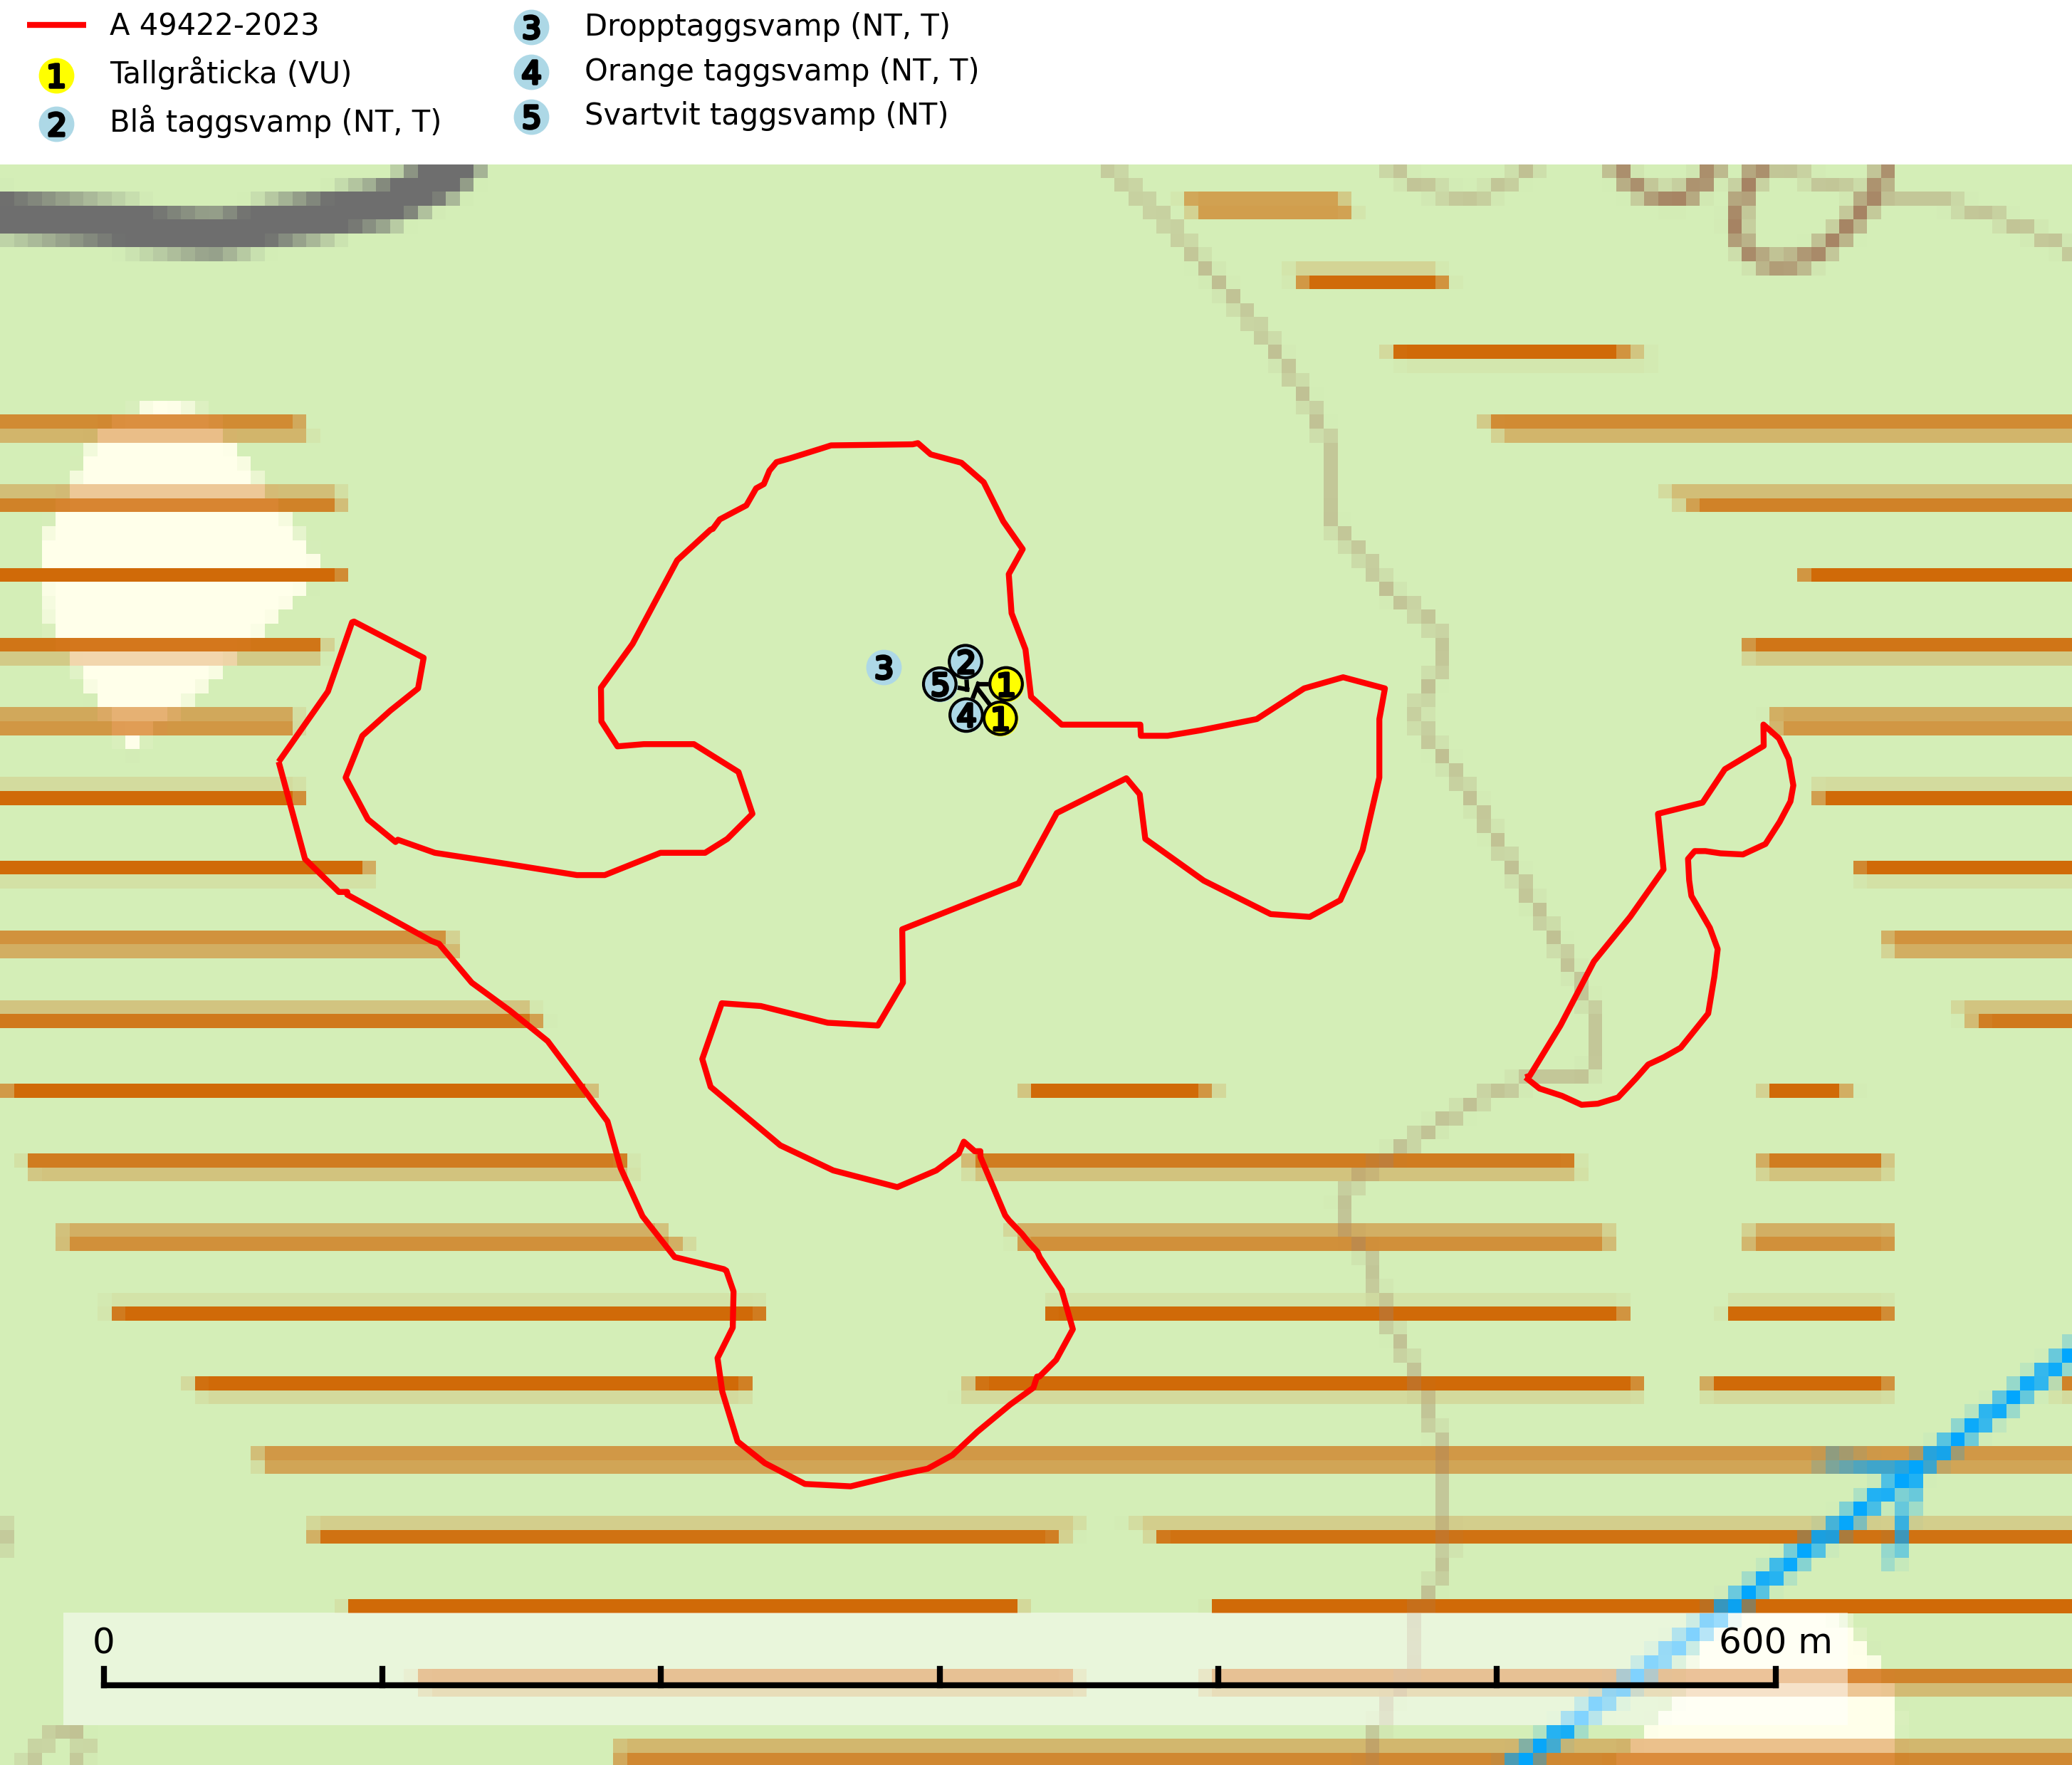 A 49422-2023
1 Tallgråticka (VU)
2 Blå taggsvamp (NT, T)
3 Dropptaggsvamp (NT, T)
4 Orange taggsvamp (NT, T)
5 Svartvit taggsvamp (NT)
3
2
5
1
4
1
0
600 m